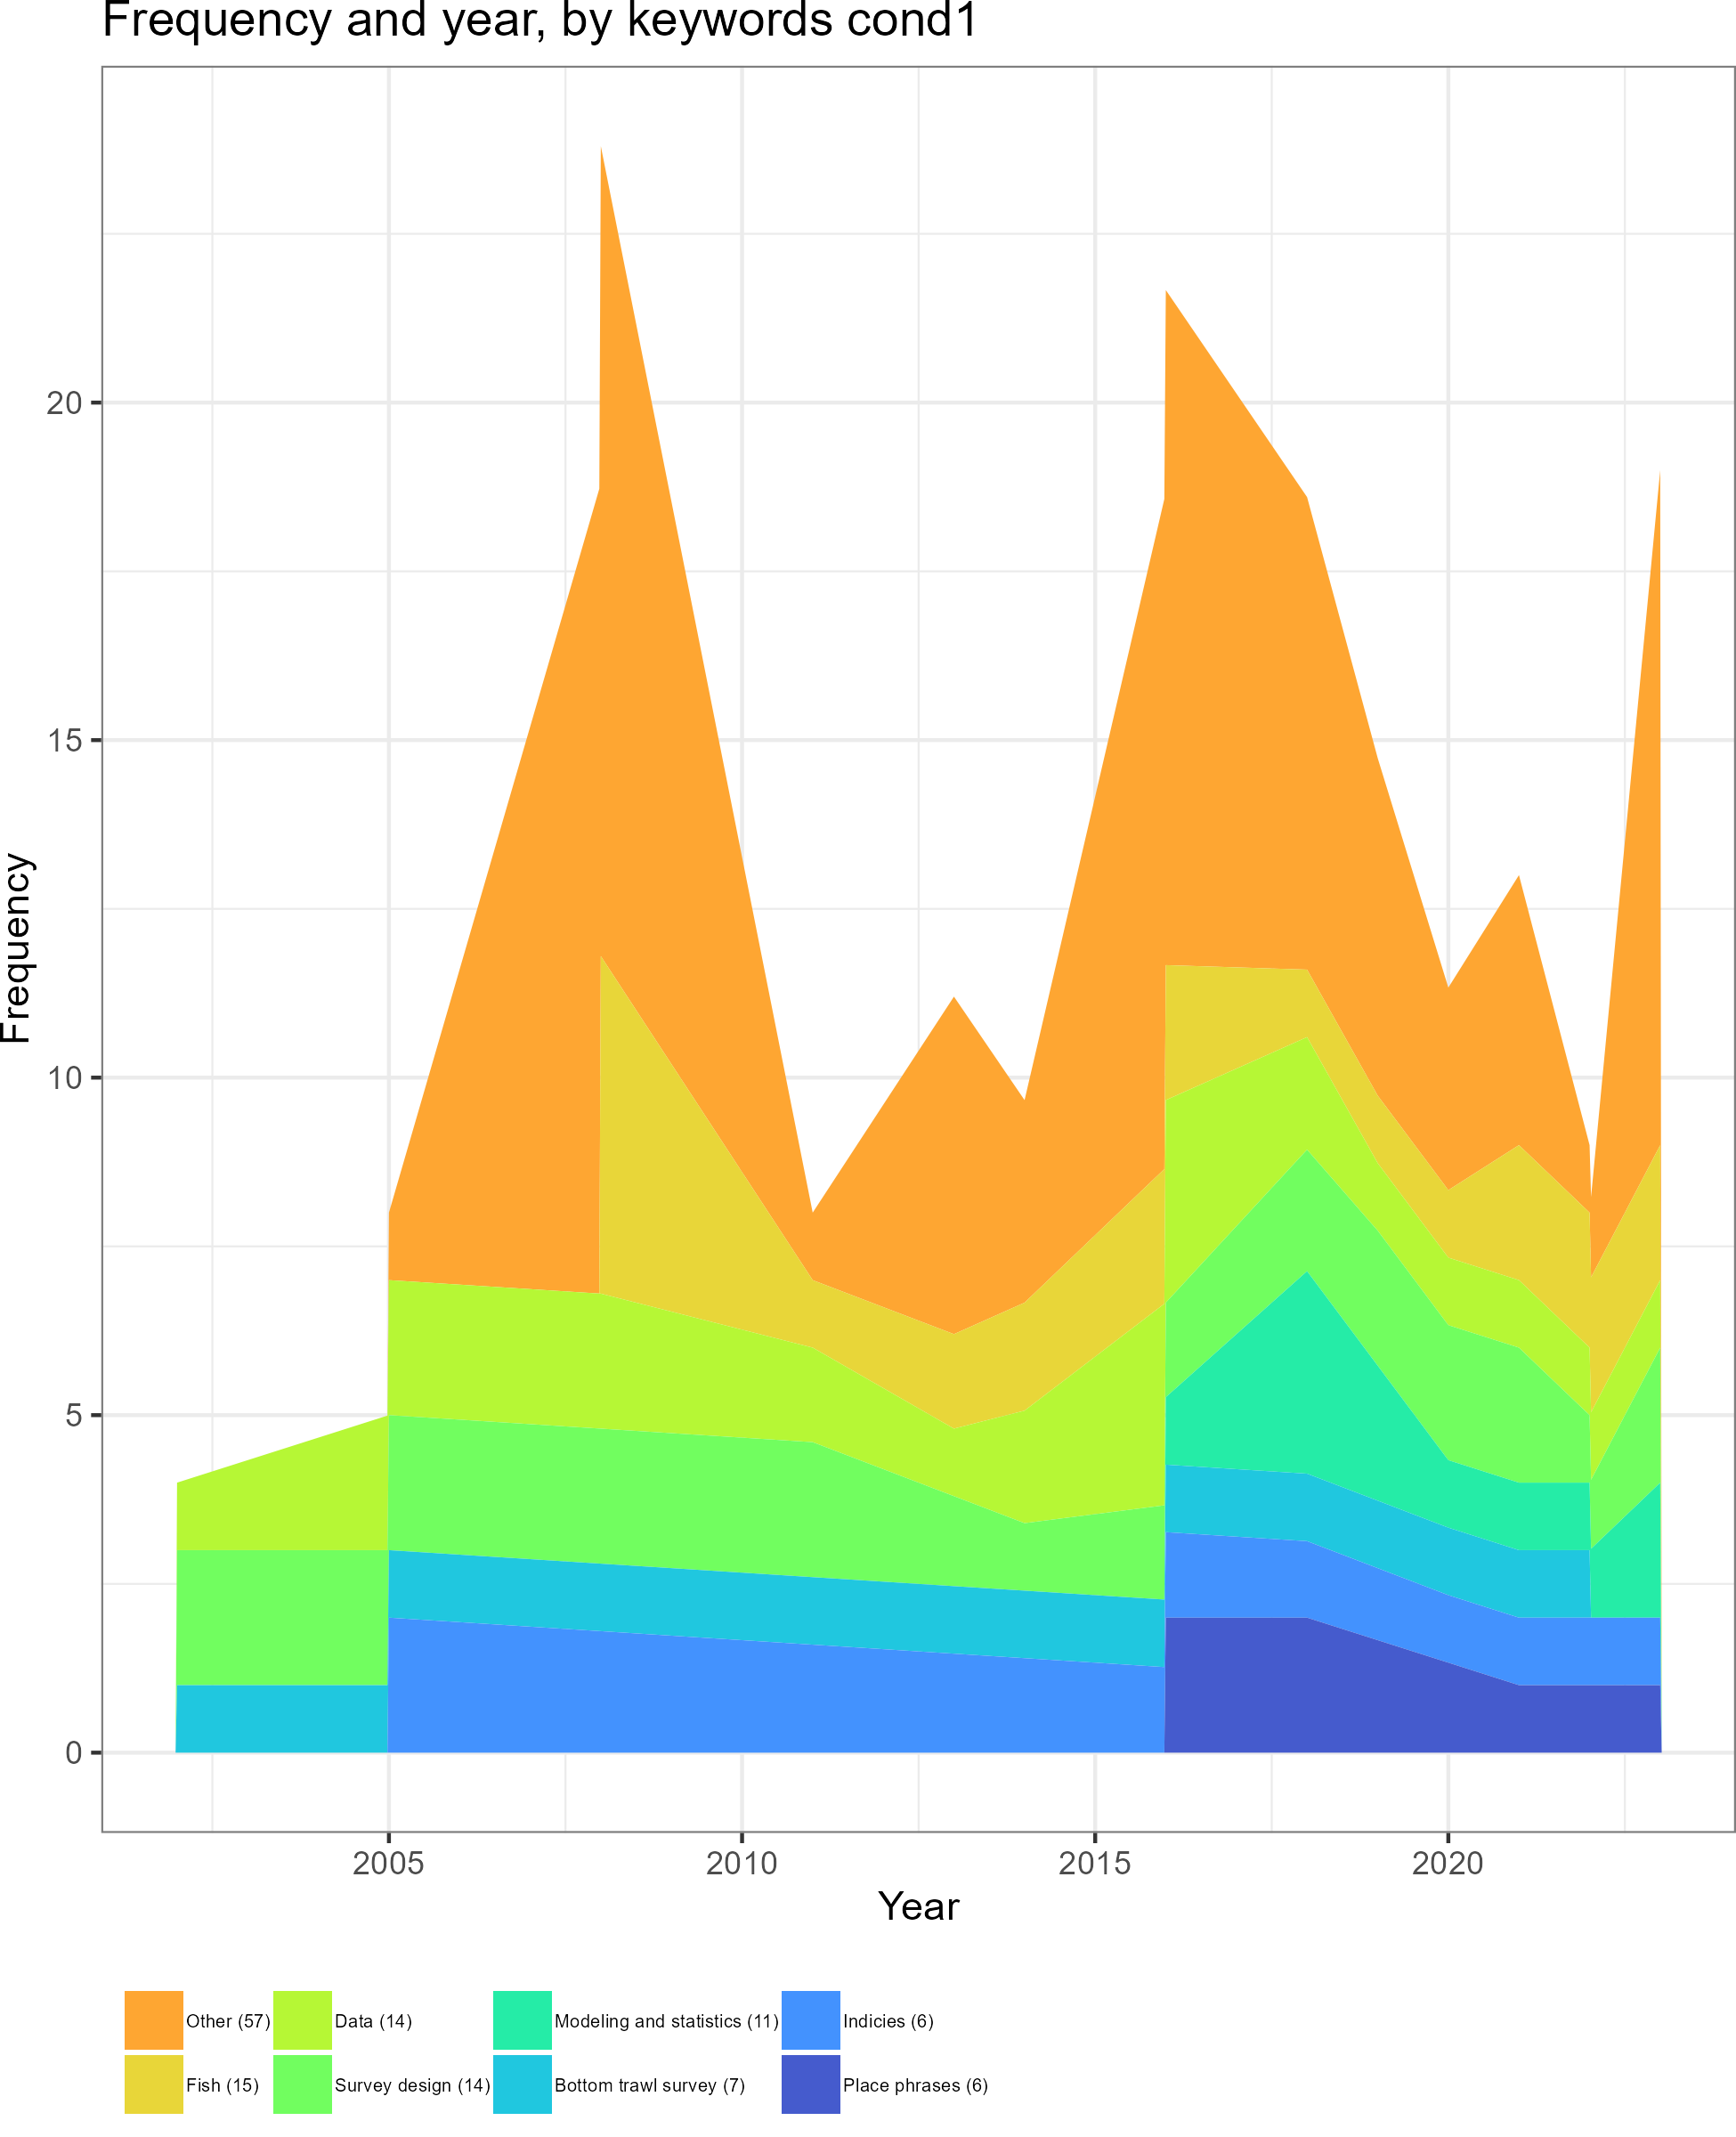 Frequency and year, by keywords cond1
Frequency
20
15
10
5
0
2005 2010 2015 2020
Year
Other (57) Data (14) Modeling and statistics (11) Indicies (6)
Fish (15) Survey design (14) Bottom trawl survey (7) Place phrases (6)